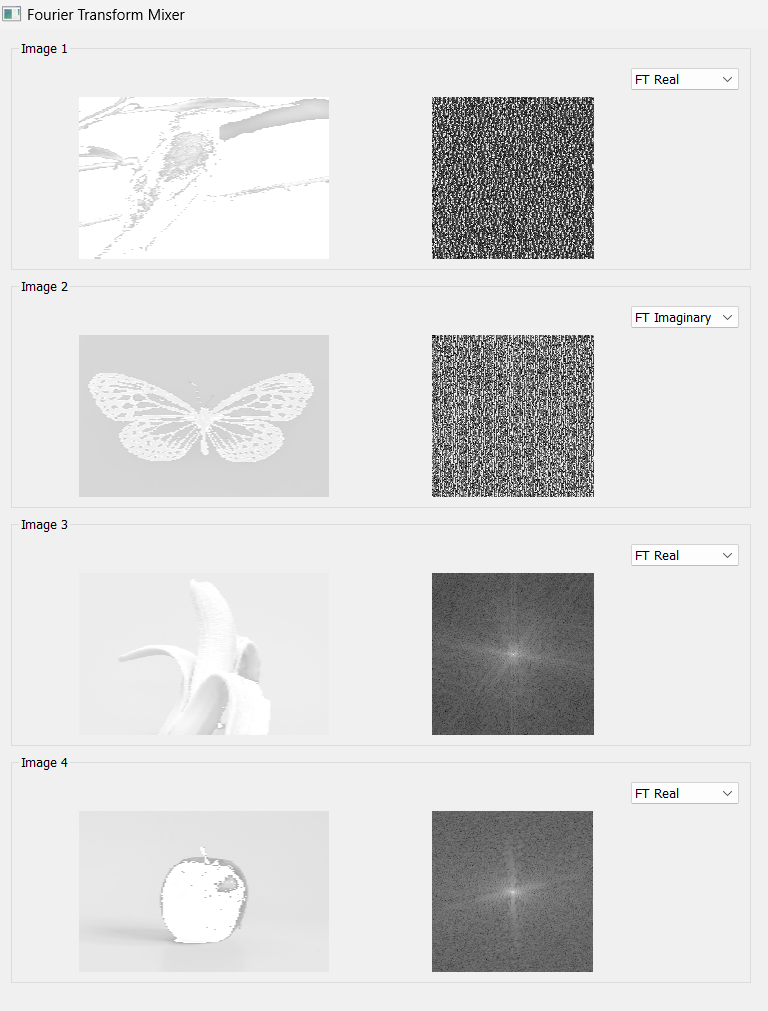 Fourier Transform Mixer
Image 1
FT Real
Image 2
FT Imaginary
Image 3
FT Real
Image 4
FT Real